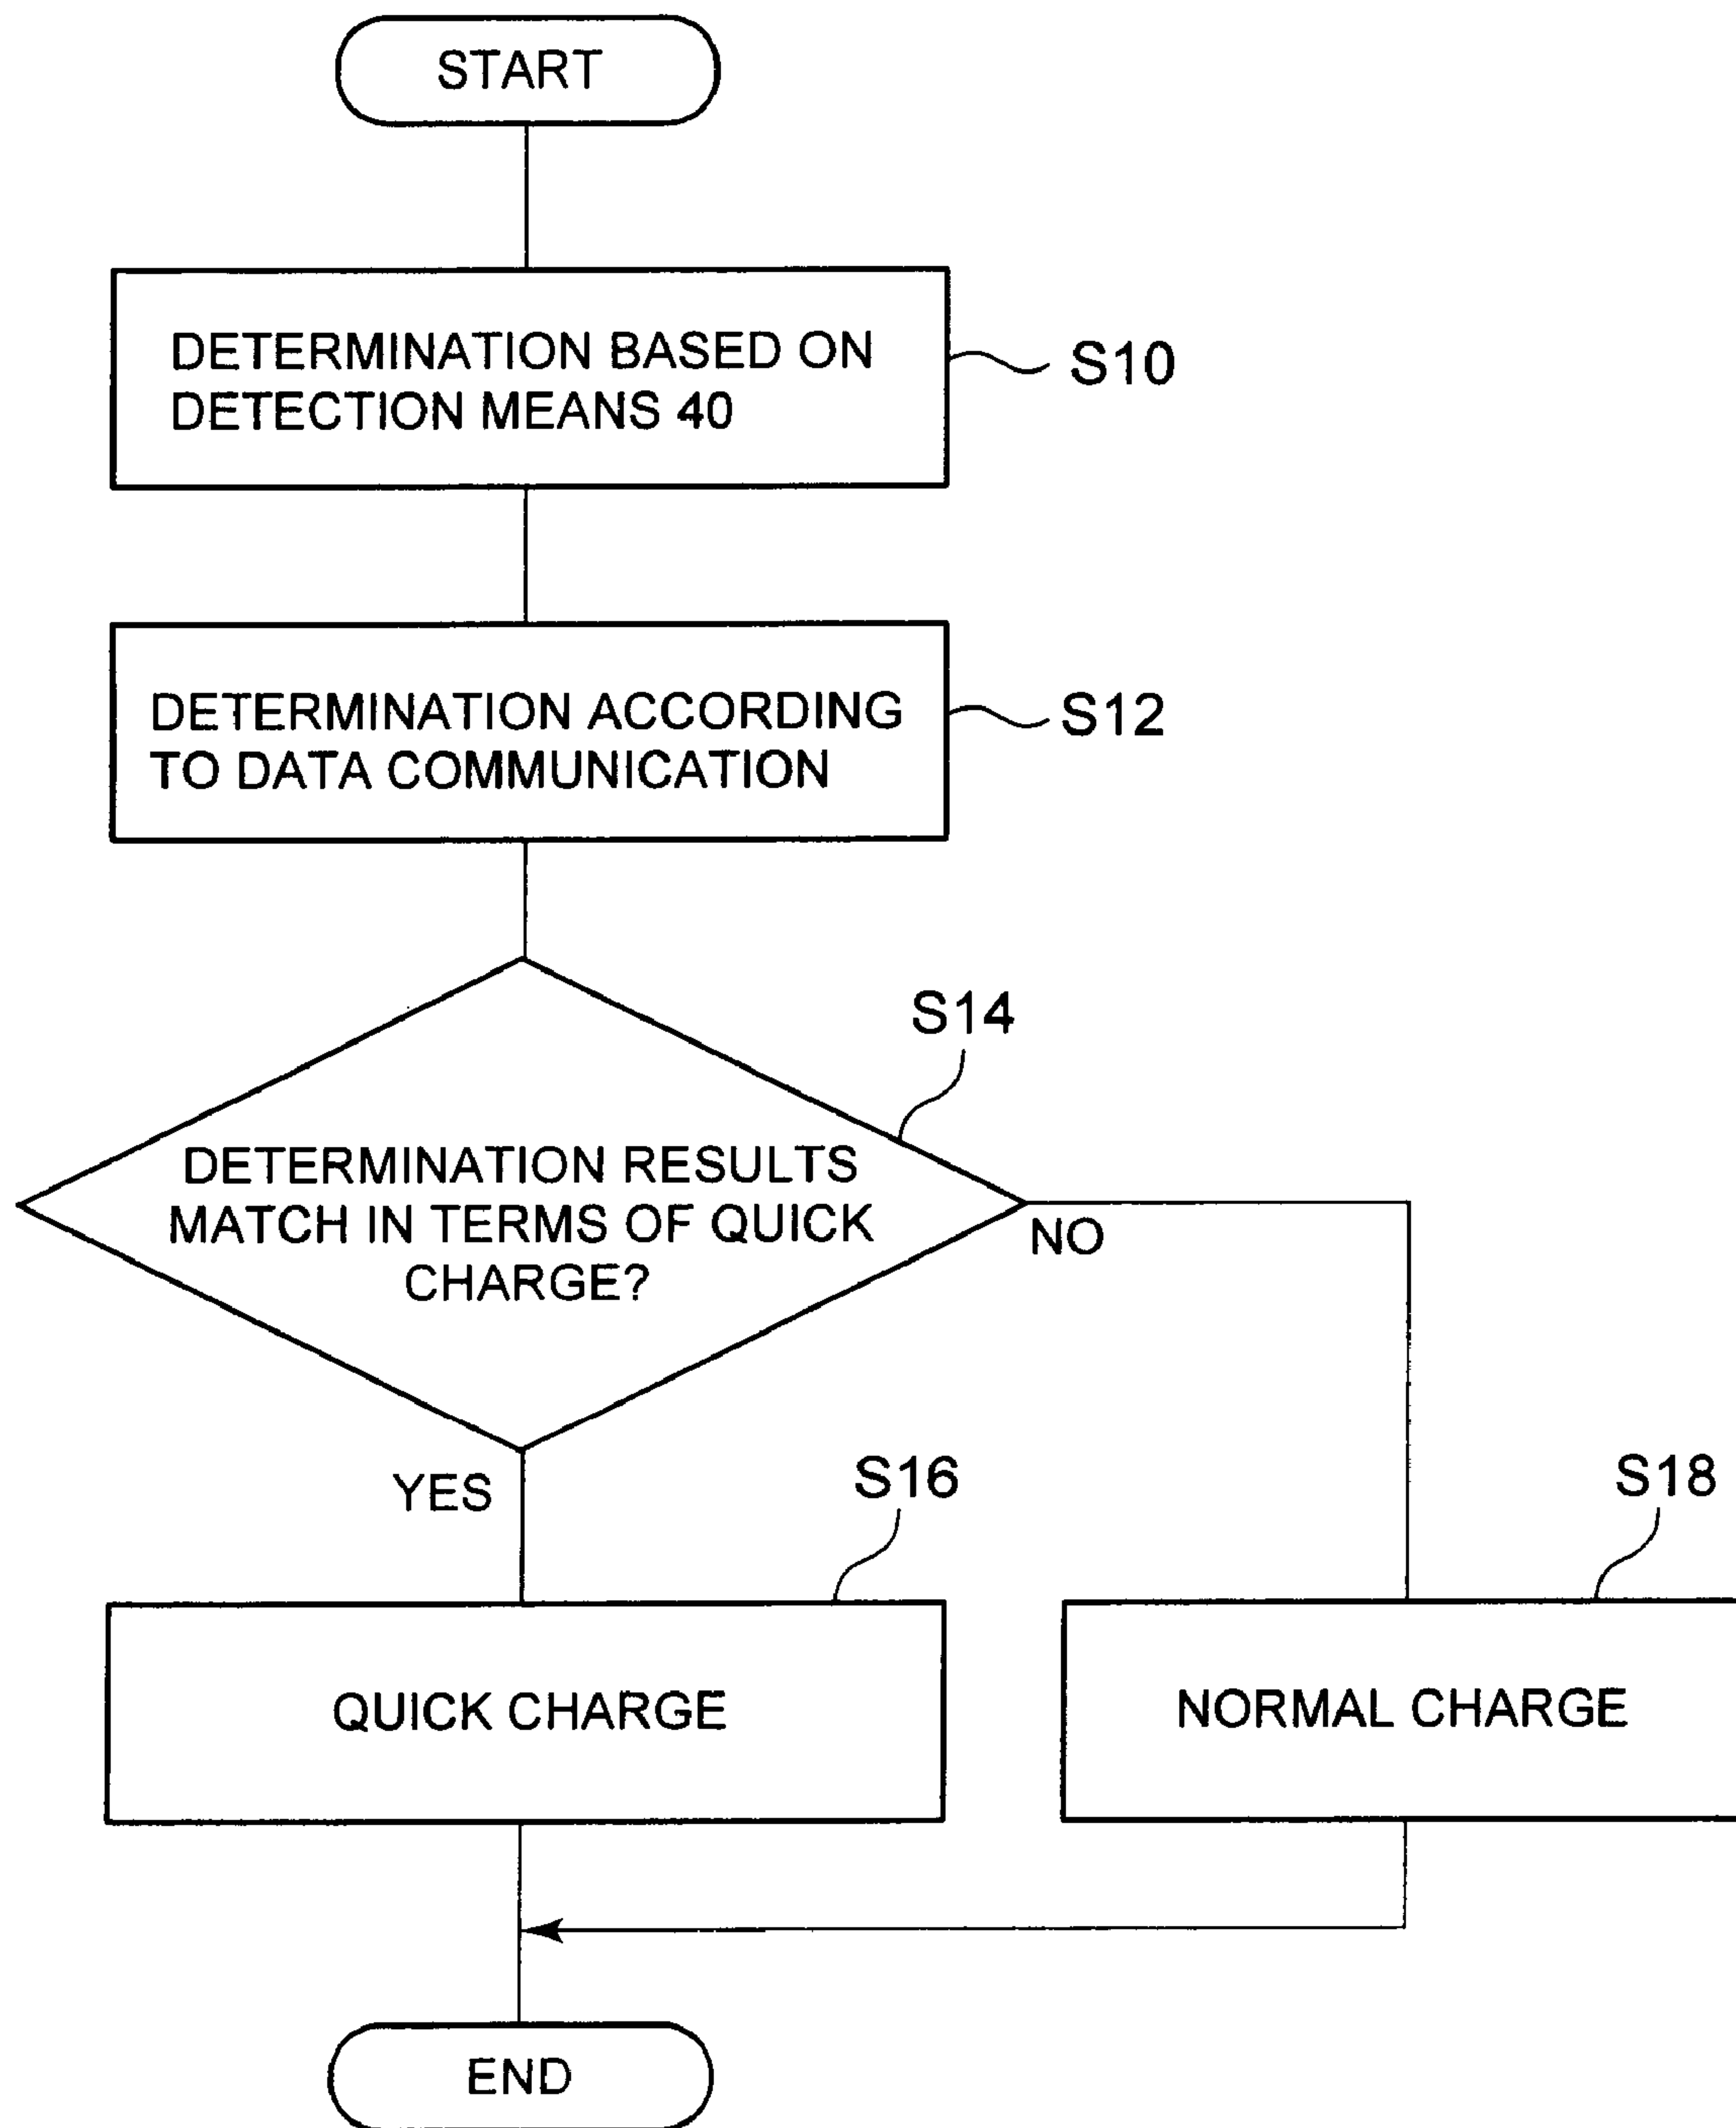 START
DETERMINATION BASED ON
DETECTION MEANS 40
S10
DETERMINATION ACCORDING
TO DATA COMMUNICATION
S12
S14
DETERMINATION RESULTS
MATCH IN TERMS OF QUICK
CHARGE?
NO
YES
S16
S18
QUICK CHARGE
NORMAL CHARGE
END